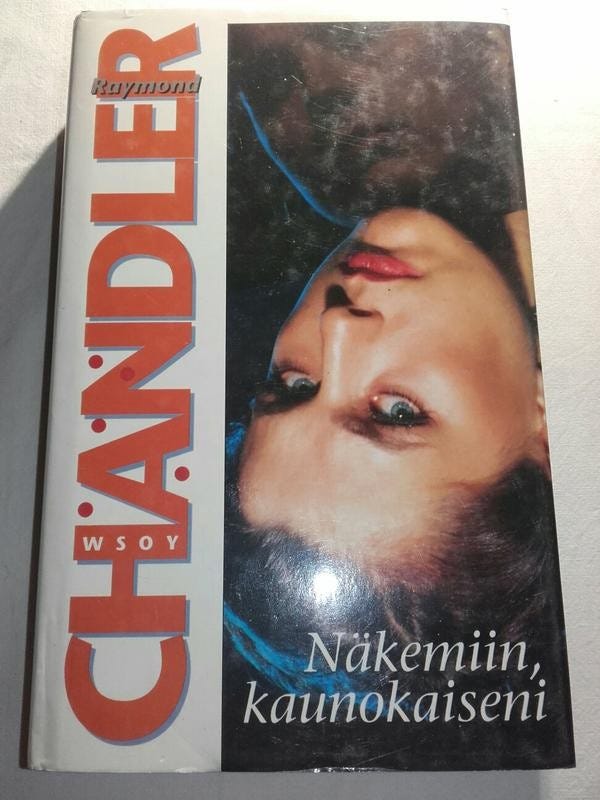 Raymond
CHANDLER
WSOY
Näkemiin,
kaunokaiseni